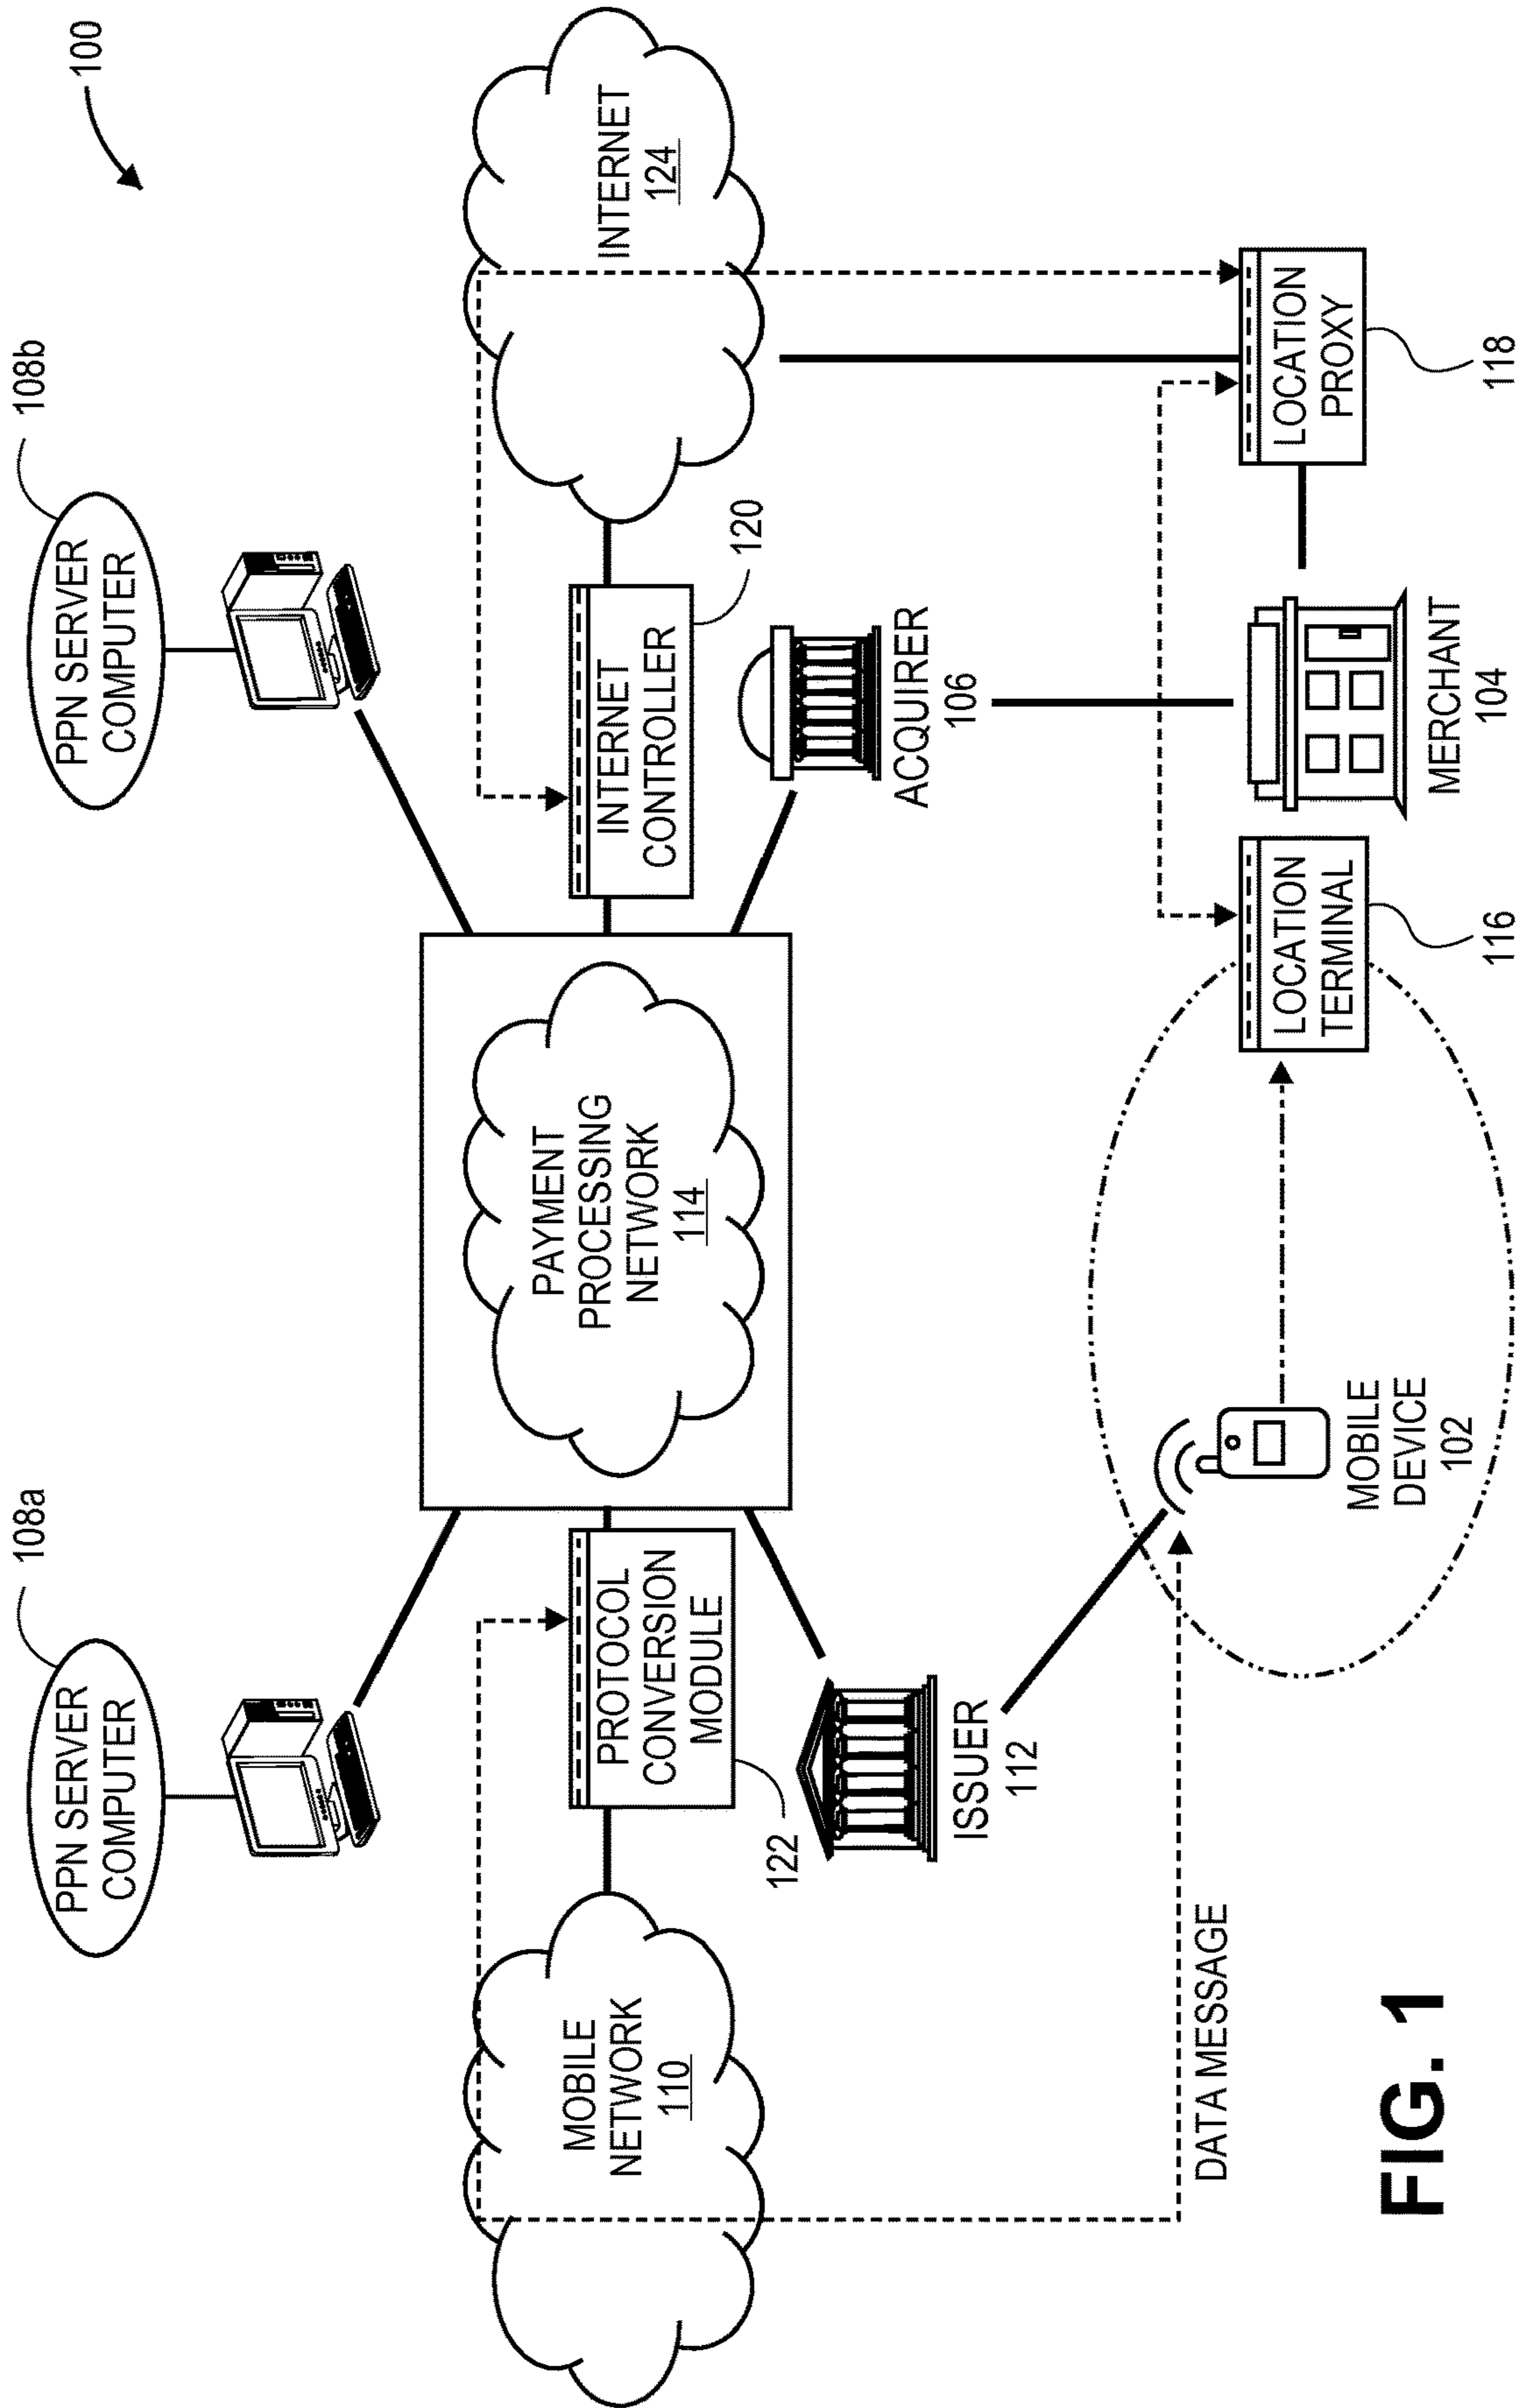 100
108a
108b
PPN SERVER
COMPUTER
PPN SERVER
COMPUTER
MOBILE
NETWORK
110
PROTOCOL
CONVERSION
MODULE
122
PAYMENT
PROCESSING
NETWORK
114
INTERNET
CONTROLLER
120
INTERNET
124
ISSUER
112
ACQUIRER
106
DATA MESSAGE
MOBILE
DEVICE
102
LOCATION
TERMINAL
116
MERCHANT
104
LOCATION
PROXY
118
FIG. 1